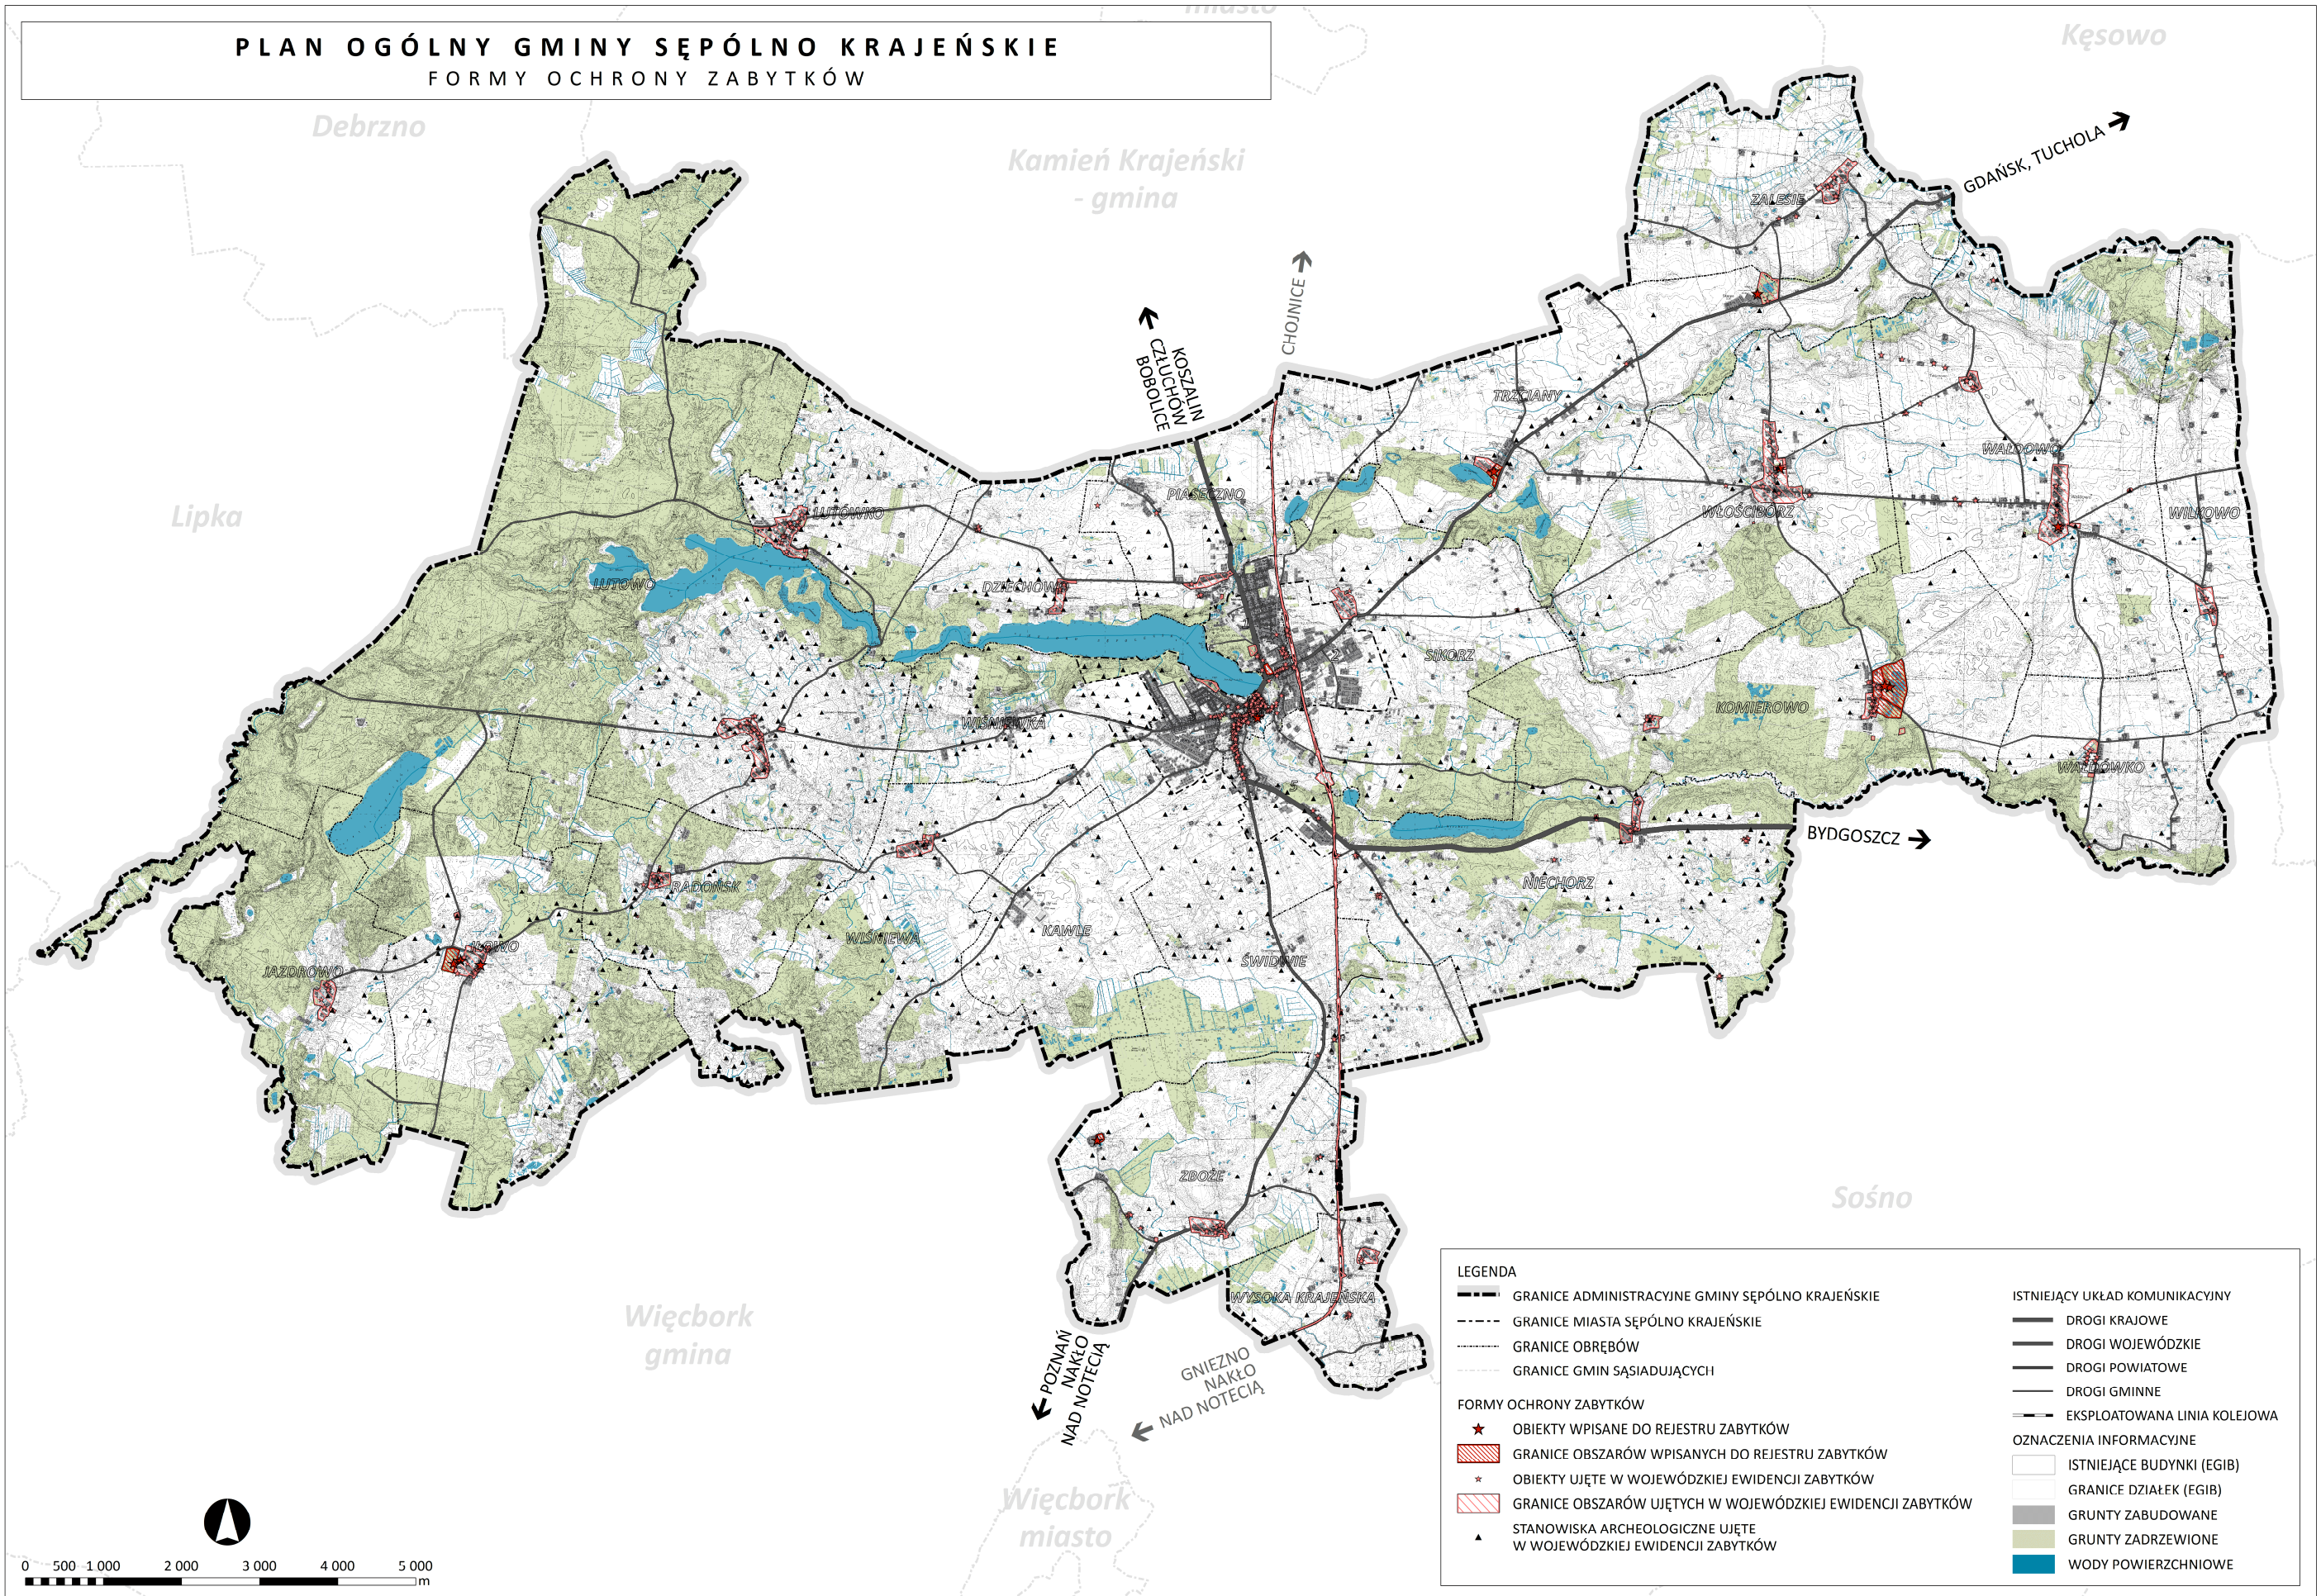 PLAN OGÓLNY GMINY SĘPÓLNO KRAJEŃSKIE
FORMY OCHRONY ZABYTKÓW
miasto
Kęsowo
Debrzno
Kamień Krajeński
- gmina
GDAŃSK, TUCHOLA
ZALESIE
CHOJNICE
KOSZALIN
CZŁUCHÓW
BOBOLICE
TRZCIANY
WAŁDOWO
Lipka
PIASECZNO
LUTÓWKO
WŁOŚCIBÓRZ
WILKOWO
LUTOWO
DZIECHOWO
2
SIKORZ
WIŚNIEWKA
KOMIEROWO
WAŁDÓWKO
5
BYDGOSZCZ
RADOŃSK
NIECHORZ
WIŚNIEWA
KAWLE
IŁOWO
ŚWIDWIE
JAZDROWO
ZBOŻE
Sośno
WYSOKA KRAJEŃSKA
Więcbork
gmina
POZNAŃ
NAKŁO
NAD NOTECIĄ
GNIEZNO
NAKŁO
NAD NOTECIĄ
Więcbork
miasto
LEGENDA
GRANICE ADMINISTRACYJNE GMINY SĘPÓLNO KRAJEŃSKIE
GRANICE MIASTA SĘPÓLNO KRAJEŃSKIE
GRANICE OBRĘBÓW
GRANICE GMIN SĄSIADUJĄCYCH
FORMY OCHRONY ZABYTKÓW
OBIEKTY WPISANE DO REJESTRU ZABYTKÓW
GRANICE OBSZARÓW WPISANYCH DO REJESTRU ZABYTKÓW
OBIEKTY UJĘTE W WOJEWÓDZKIEJ EWIDENCJI ZABYTKÓW
GRANICE OBSZARÓW UJĘTYCH W WOJEWÓDZKIEJ EWIDENCJI ZABYTKÓW
STANOWISKA ARCHEOLOGICZNE UJĘTE
W WOJEWÓDZKIEJ EWIDENCJI ZABYTKÓW
ISTNIEJĄCY UKŁAD KOMUNIKACYJNY
DROGI KRAJOWE
DROGI WOJEWÓDZKIE
DROGI POWIATOWE
DROGI GMINNE
EKSPLOATOWANA LINIA KOLEJOWA
OZNACZENIA INFORMACYJNE
ISTNIEJĄCE BUDYNKI (EGIB)
GRANICE DZIAŁEK (EGIB)
GRUNTY ZABUDOWANE
GRUNTY ZADRZEWIONE
WODY POWIERZCHNIOWE
0 500 1 000 2 000 3 000 4 000 5 000
m